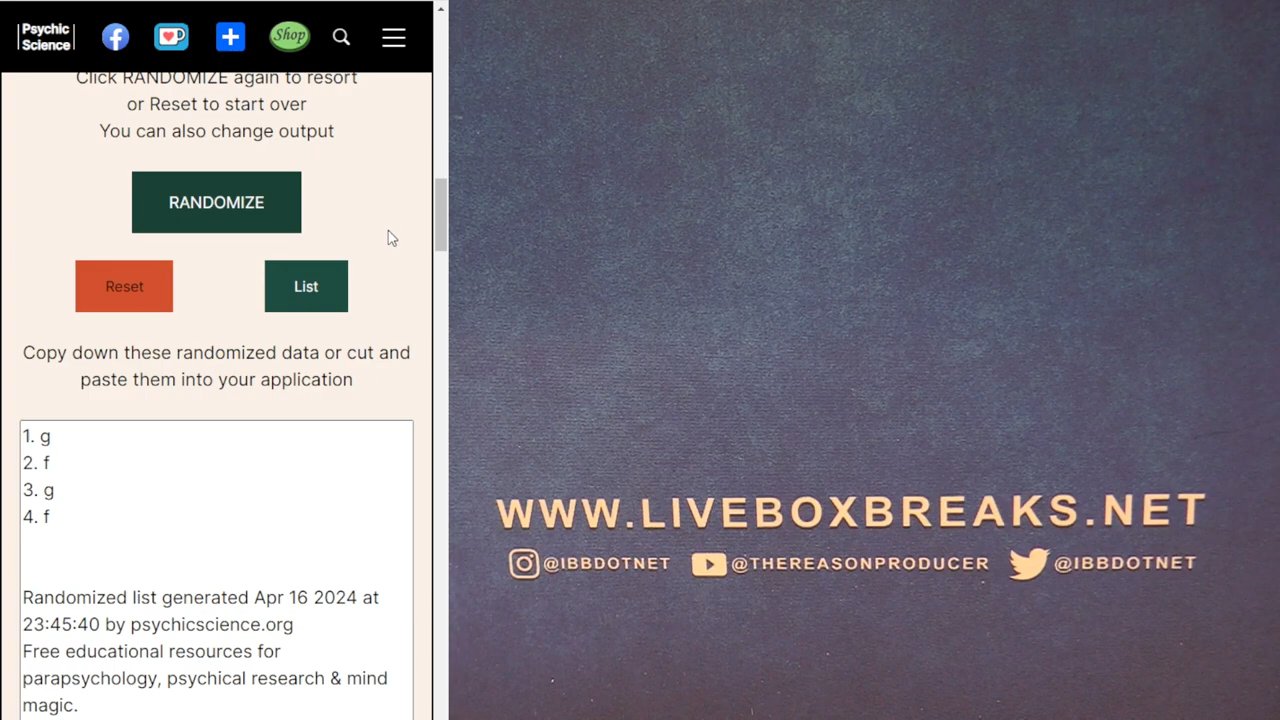 Psychic
Science
Shop
Click RANDOMIZE again to resort
or Reset to start over
You can also change output
RANDOMIZE
Reset
List
Copy down these randomized data or cut and
paste them into your application
1. g
2. f
3. g
4. f
Randomized list generated Apr 16 2024 at
23:45:40 by psychicscience.org
Free educational resources for
parapsychology, psychical research & mind
magic.
WWW.LIVEBOXBREAKS.NET
@IBBDOTNET @THEREASONPRODUCER @IBBDOTNET